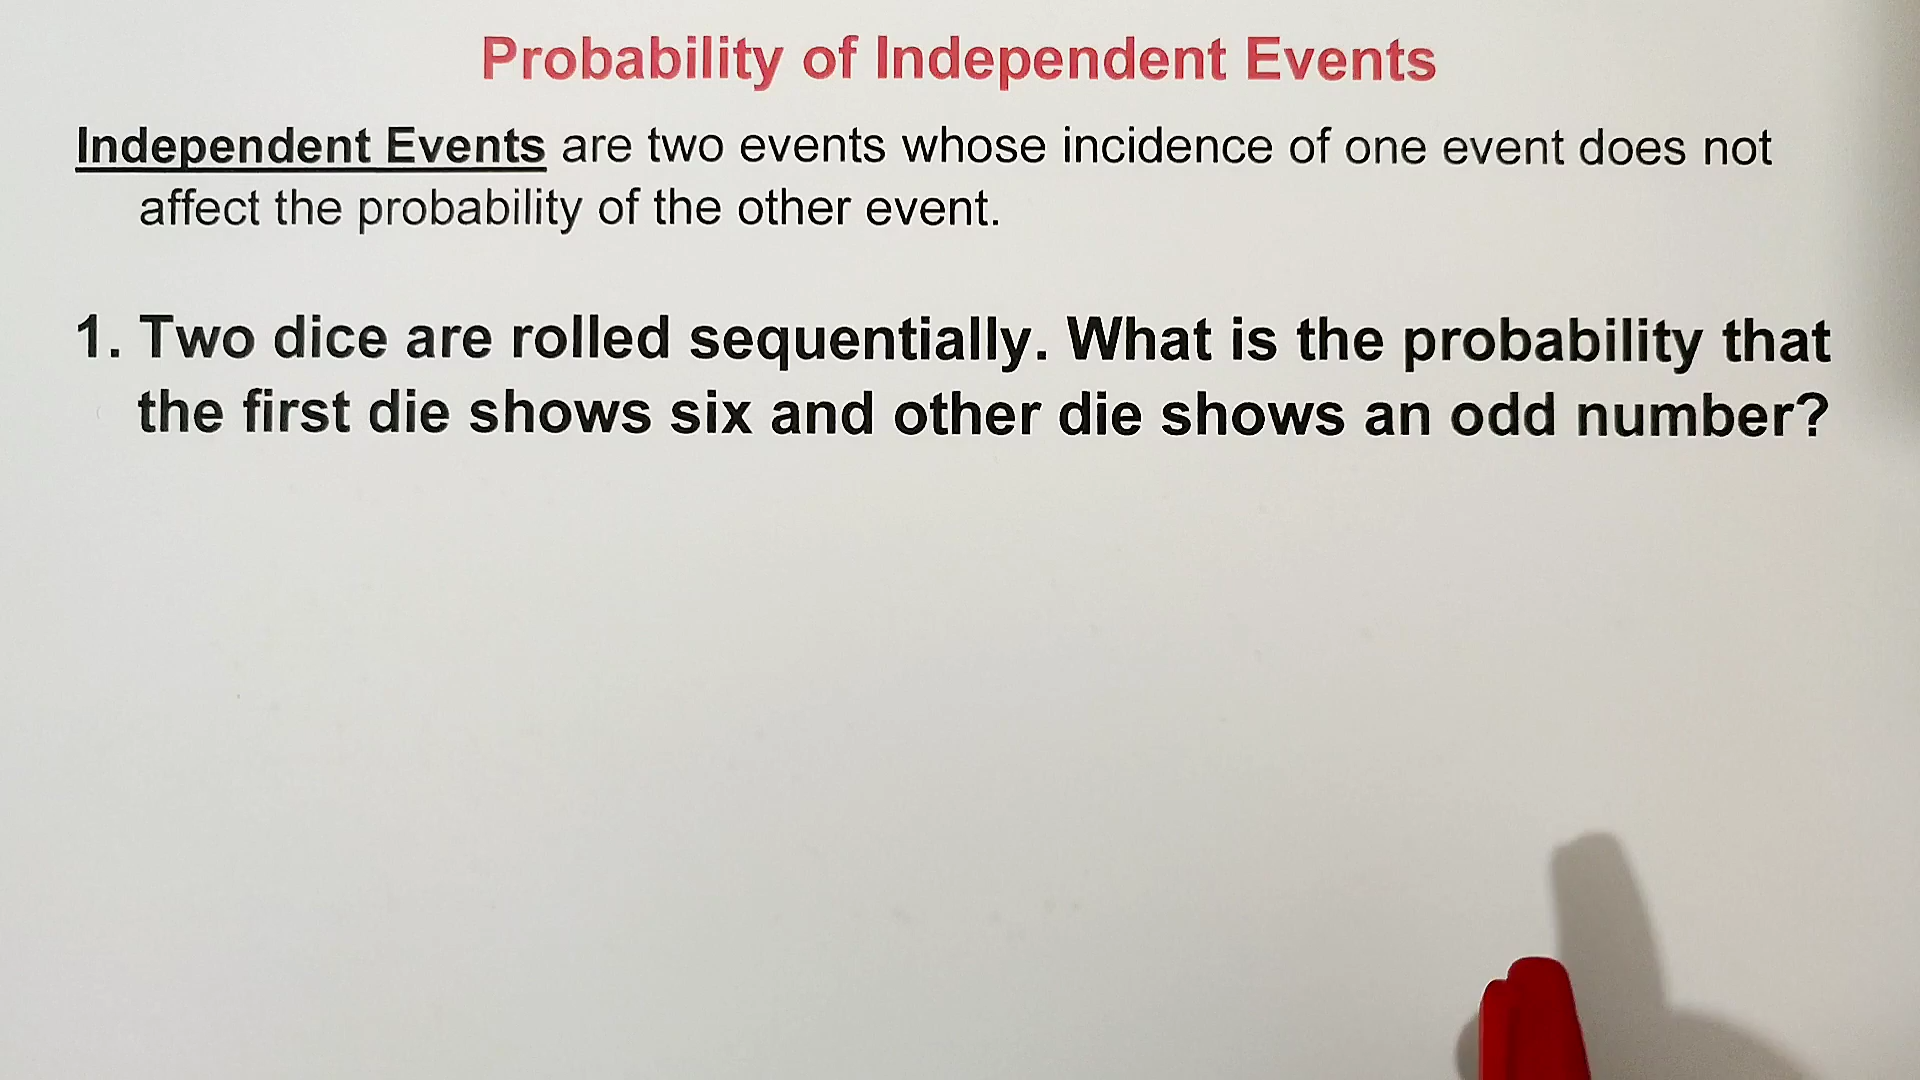 Probability of Independent Events
Independent Events are two events whose incidence of one event does not
affect the probability of the other event.
1. Two dice are rolled sequentially. What is the probability that
the first die shows six and other die shows an odd number?